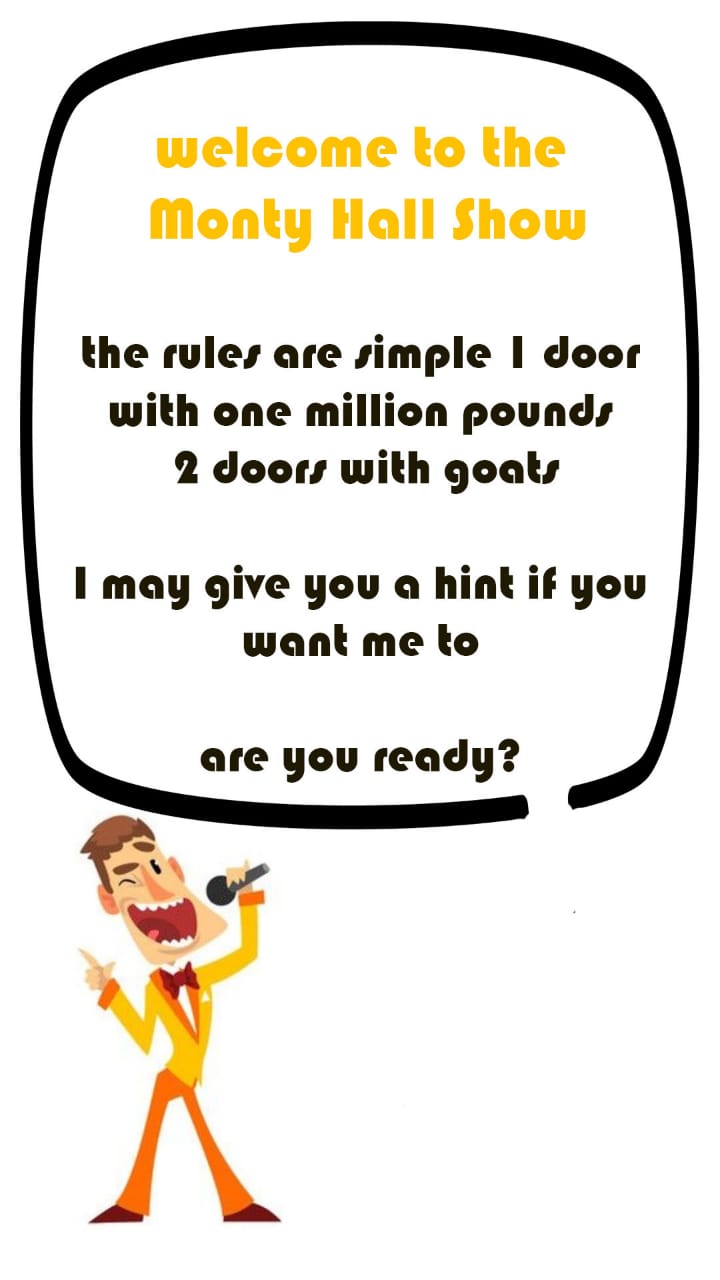 welcome to the
Monty Hall Show
the rules are simple 1 door
with one million pounds
2 doors with goats
I may give you a hint if you
want me to
are you ready?